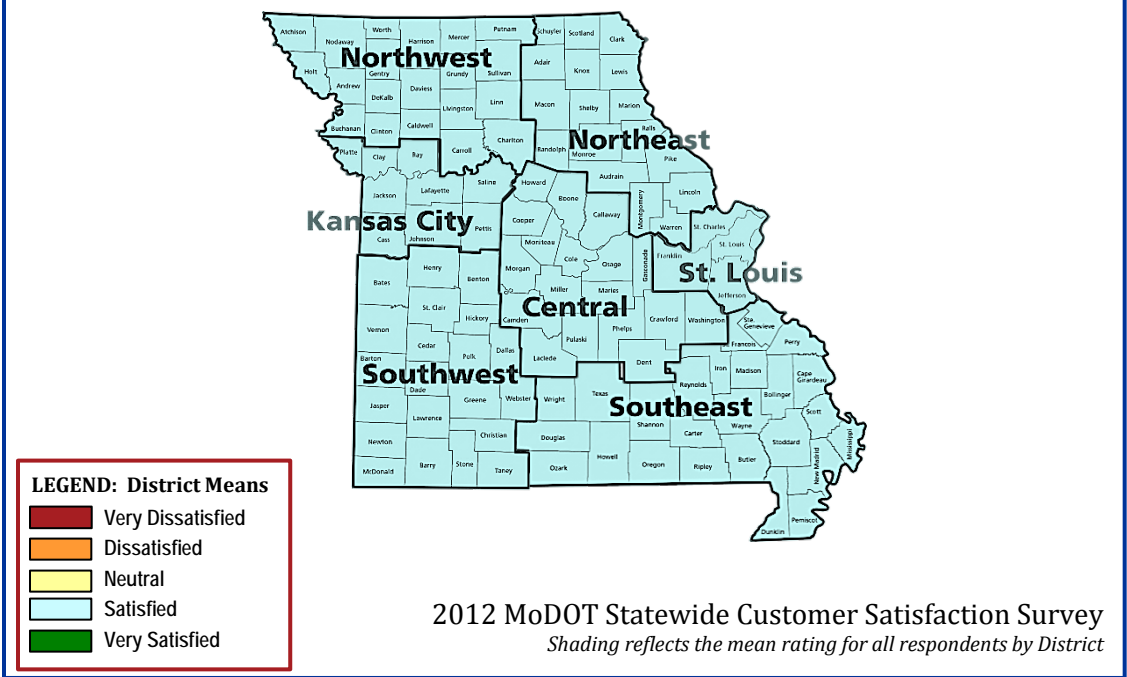 Atchison
Nodaway
Worth
Harrison
Mercer
Putnam
Schuyler
Scotland
Clark
Northwest
Holt
Andrew
Gentry
DeKalb
Daviess
Grundy
Sullivan
Adair
Knox
Lewis
Livingston
Linn
Macon
Shelby
Marion
Buchanan
Clinton
Caldwell
Chariton
Carroll
Northeast
Ralls
Randolph
Monroe
Pike
Audrain
Platte
Clay
Ray
Jackson
Lafayette
Saline
Howard
Boone
Callaway
Montgomery
Lincoln
Warren
St. Charles
Kansas City
Cass
Johnson
Pettis
Cooper
Moniteau
Cole
Osage
Gasconade
Franklin
St. Louis
St. Louis
Jefferson
Bates
Henry
Benton
Morgan
Miller
Maries
Central
Camden
Crawford
Washington
Ste.
Genevieve
St. Francois
Perry
Vernon
St. Clair
Hickory
Cedar
Polk
Dallas
Laclede
Pulaski
Phelps
Dent
Barton
Southwest
Dade
Greene
Webster
Wright
Texas
Southeast
Reynolds
Iron
Madison
Bollinger
Cape
Girardeau
Jasper
Lawrence
Christian
Douglas
Shannon
Carter
Wayne
Scott
Stoddard
Mississippi
New Madrid
Newton
McDonald
Barry
Stone
Taney
Ozark
Howell
Oregon
Ripley
Butler
Dunklin
Pemiscot
LEGEND: District Means
Very Dissatisfied
Dissatisfied
Neutral
Satisfied
Very Satisfied
2012 MoDOT Statewide Customer Satisfaction Survey
Shading reflects the mean rating for all respondents by District